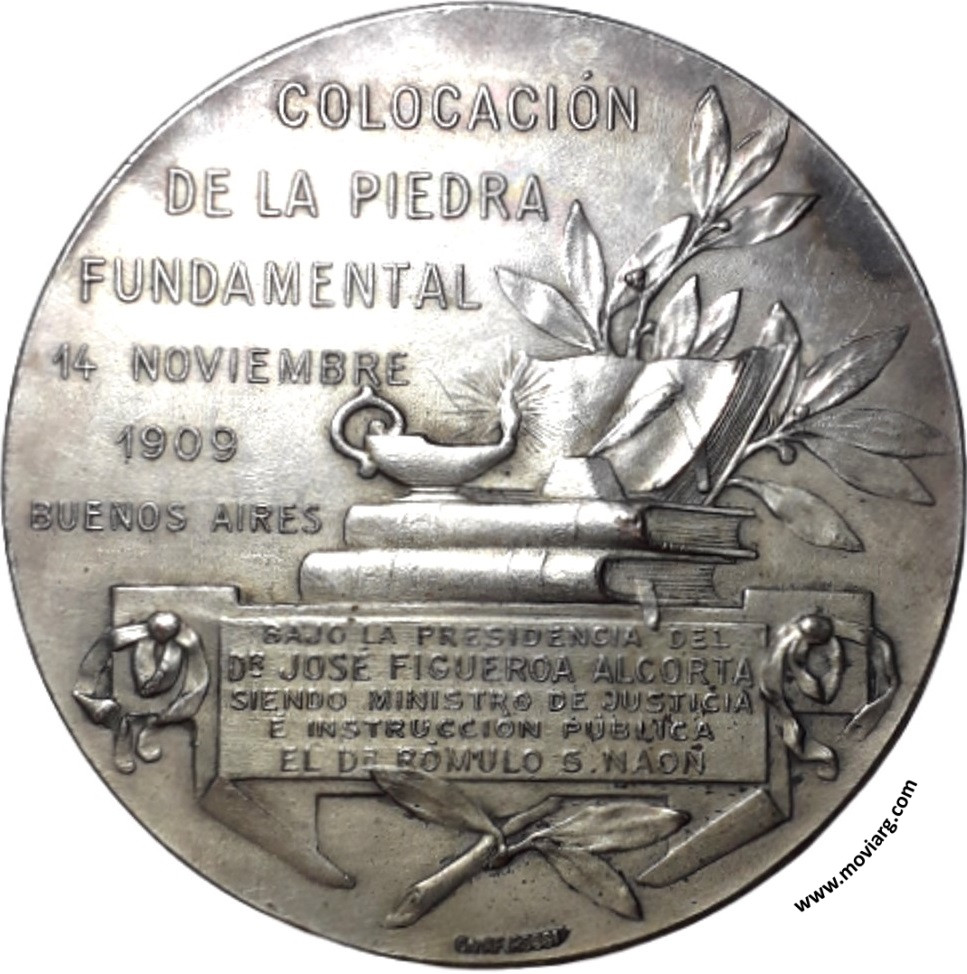 COLOCACIÓN
DE LA PIEDRA
FUNDAMENTAL
14 NOVIEMBRE
1909
BUENOS AIRES
BAJO LA PRESIDENCIA DEL
DR JOSÉ FIGUEROA ALCORTA
SIENDO MINISTRO DE JUSTICIA
E INSTRUCCIÓN PÚBLICA
EL DR RÓMULO S. NAÓN
www.moviarg.com